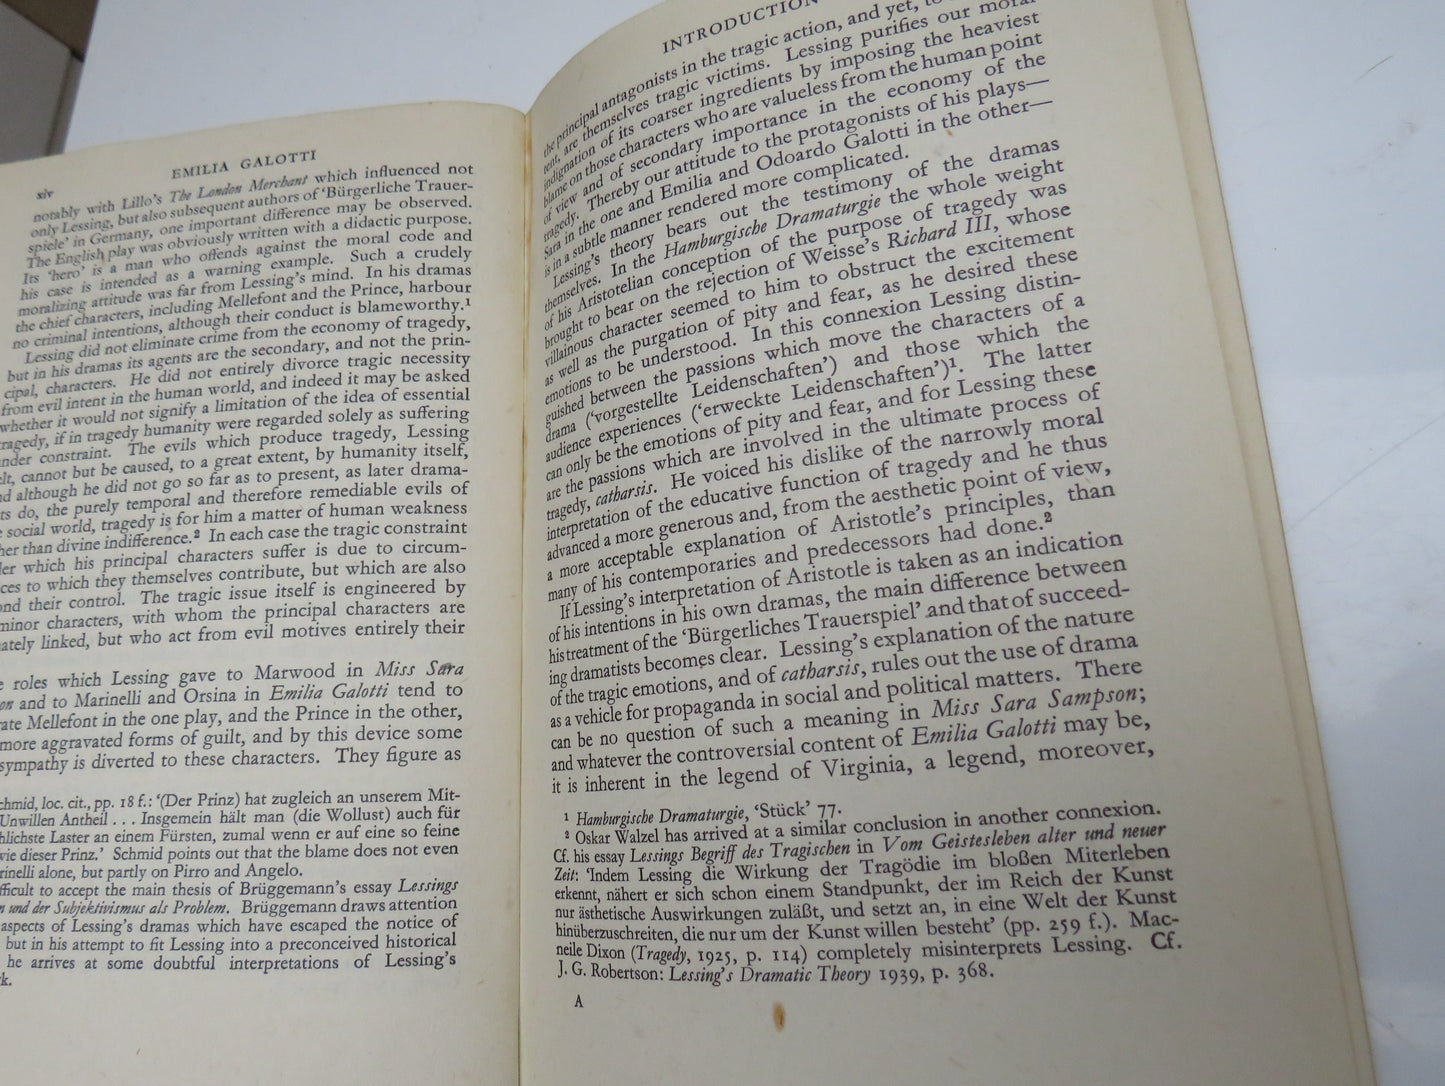 xiv
EMILIA GALOTTI
notably with Lillo's The London Merchant which influenced not
only Lessing, but also subsequent authors of 'Bürgerliche Trauer-
spiele' in Germany, one important difference may be observed.
The English play was obviously written with a didactic purpose.
Its 'hero' is a man who offends against the moral code and
his case is intended as a warning example. Such a crudely
moralizing attitude was far from Lessing's mind. In his dramas
the chief characters, including Mellefont and the Prince, harbour
no criminal intentions, although their conduct is blameworthy.¹
Lessing did not eliminate crime from the economy of tragedy,
but in his dramas its agents are the secondary, and not the prin-
cipal, characters. He did not entirely divorce tragic necessity
from evil intent in the human world, and indeed it may be asked
whether it would not signify a limitation of the idea of essential
tragedy, if in tragedy humanity were regarded solely as suffering
under constraint. The evils which produce tragedy, Lessing
cannot but be caused, to a great extent, by humanity itself,
although he did not go so far as to present, as later drama-
do, the purely temporal and therefore remediable evils of
social world, tragedy is for him a matter of human weakness
than divine indifference.² In each case the tragic constraint
which his principal characters suffer is due to circum-
to which they themselves contribute, but which are also
their control. The tragic issue itself is engineered by
minor characters, with whom the principal characters are
linked, but who act from evil motives entirely their
roles which Lessing gave to Marwood in Miss Sara
and to Marinelli and Orsina in Emilia Galotti tend to
Mellefont in the one play, and the Prince in the other,
more aggravated forms of guilt, and by this device some
sympathy is diverted to these characters. They figure as
loc. cit., pp. 18 f.: '(Der Prinz) hat zugleich an unserem Mit-
Unwillen Antheil . . . Insgemein hält man (die Wollust) auch für
Laster an einem Fürsten, zumal wenn er auf eine so feine
dieser Prinz.' Schmid points out that the blame does not even
alone, but partly on Pirro and Angelo.
to accept the main thesis of Brüggemann's essay Lessings
und der Subjektivismus als Problem. Brüggemann draws attention
aspects of Lessing's dramas which have escaped the notice of
but in his attempt to fit Lessing into a preconceived historical
he arrives at some doubtful interpretations of Lessing's
INTRODUCTION
the principal antagonists in the tragic action, and yet,
are themselves tragic victims. Lessing purifies our moral
indignation of its coarser ingredients by imposing the heaviest
blame on those characters who are valueless from the human point
of view and of secondary importance in the economy of the
tragedy. Thereby our attitude to the protagonists of his plays—
Sara in the one and Emilia and Odoardo Galotti in the other—
is in a subtle manner rendered more complicated.
Lessing's theory bears out the testimony of the dramas
themselves. In the Hamburgische Dramaturgie the whole weight
of his Aristotelian conception of the purpose of tragedy was
brought to bear on the rejection of Weisse's Richard III, whose
villainous character seemed to him to obstruct the excitement
as well as the purgation of pity and fear, as he desired these
emotions to be understood. In this connexion Lessing distin-
guished between the passions which move the characters of a
drama ('vorgestellte Leidenschaften') and those which the
audience experiences ('erweckte Leidenschaften')¹. The latter
can only be the emotions of pity and fear, and for Lessing these
are the passions which are involved in the ultimate process of
tragedy, catharsis. He voiced his dislike of the narrowly moral
interpretation of the educative function of tragedy and he thus
advanced a more generous and, from the aesthetic point of view,
a more acceptable explanation of Aristotle's principles, than
many of his contemporaries and predecessors had done.²
If Lessing's interpretation of Aristotle is taken as an indication
of his intentions in his own dramas, the main difference between
his treatment of the 'Bürgerliches Trauerspiel' and that of succeed-
ing dramatists becomes clear. Lessing's explanation of the nature
of the tragic emotions, and of catharsis, rules out the use of drama
as a vehicle for propaganda in social and political matters. There
can be no question of such a meaning in Miss Sara Sampson;
and whatever the controversial content of Emilia Galotti may be,
it is inherent in the legend of Virginia, a legend, moreover,
¹ Hamburgische Dramaturgie, 'Stück' 77.
² Oskar Walzel has arrived at a similar conclusion in another connexion.
Cf. his essay Lessings Begriff des Tragischen in Vom Geistesleben alter und neuer
Zeit: 'Indem Lessing die Wirkung der Tragödie im bloßen Miterleben
erkennt, nähert er sich schon einem Standpunkt, der im Reich der Kunst
nur ästhetische Auswirkungen zuläßt, und setzt an, in eine Welt der Kunst
hinüberzuschreiten, die nur um der Kunst willen besteht' (pp. 259 f.). Mac-
neile Dixon (Tragedy, 1925, p. 114) completely misinterprets Lessing. Cf.
J. G. Robertson: Lessing's Dramatic Theory 1939, p. 368.
A